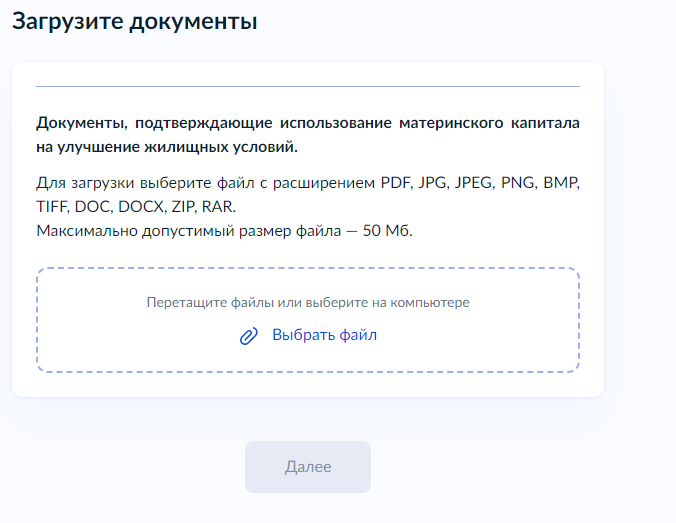 Загрузите документы
Документы, подтверждающие использование материнского капитала
на улучшение жилищных условий.
Для загрузки выберите файл с расширением PDF, JPG, JPEG, PNG, BMP,
TIFF, DOC, DOCX, ZIP, RAR.
Максимально допустимый размер файла — 50 Мб.
Перетащите файлы или выберите на компьютере
Выбрать файл
Далее